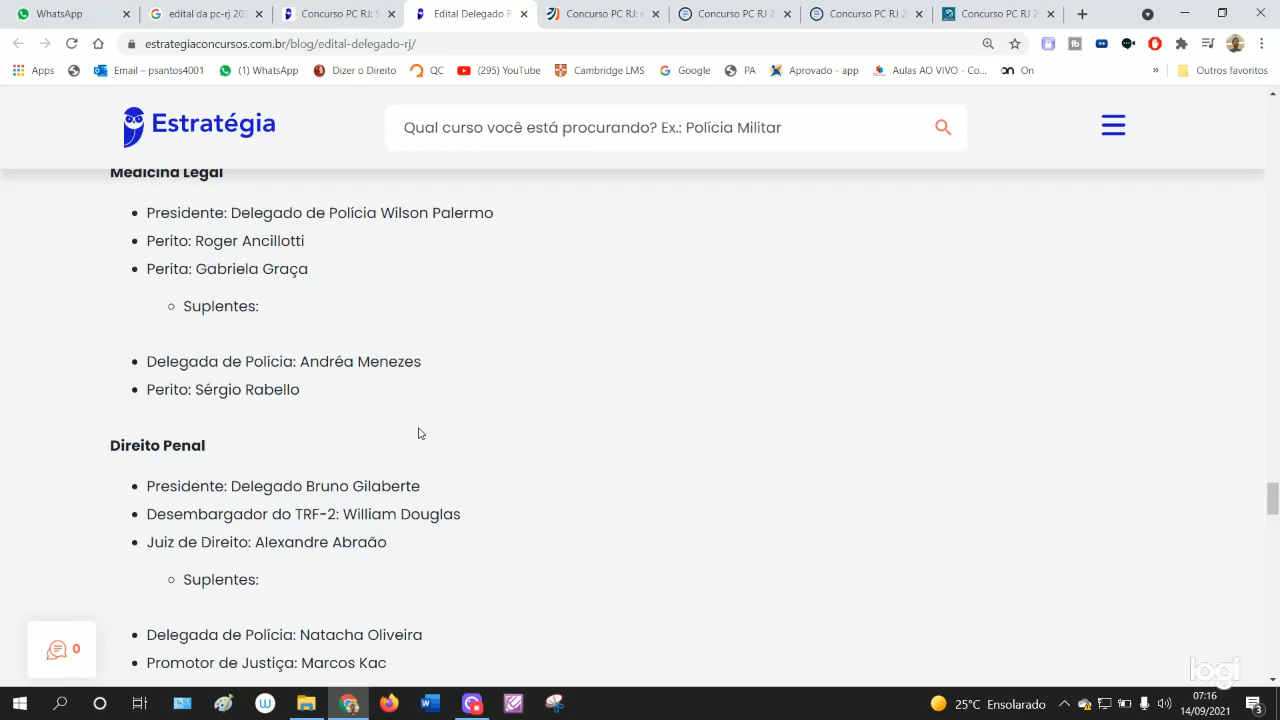 WhatsApp
edital da pc-rj 202
Concurso PC RJ: S
Edital Delegado R
Concurso PC RJ: e
Concurso PC RJ 2
Concurso PC RJ 2
Concurso PC RJ 2
estrategiaconcursos.com.br/blog/edital-delegado-rj/
Apps
Email – psantos4001
(1) WhatsApp
Dizer o Direito
QC
(295) YouTube
Cambridge LMS
Google
PA
Aprovado - app
Aulas AO VIVO - Co...
On
»
Outros favoritos
Estratégia
Qual curso você está procurando? Ex.: Polícia Militar
Medicina Legal
• Presidente: Delegado de Polícia Wilson Palermo
• Perito: Roger Ancillotti
• Perita: Gabriela Graça
Suplentes:
• Delegada de Polícia: Andréa Menezes
• Perito: Sérgio Rabello
Direito Penal
• Presidente: Delegado Bruno Gilaberte
• Desembargador do TRF-2: William Douglas
• Juiz de Direito: Alexandre Abraão
Suplentes:
• Delegada de Polícia: Natacha Oliveira
• Promotor de Justiça: Marcos Kac
0
logi
25°C Ensolarado
07:16
14/09/2021
3